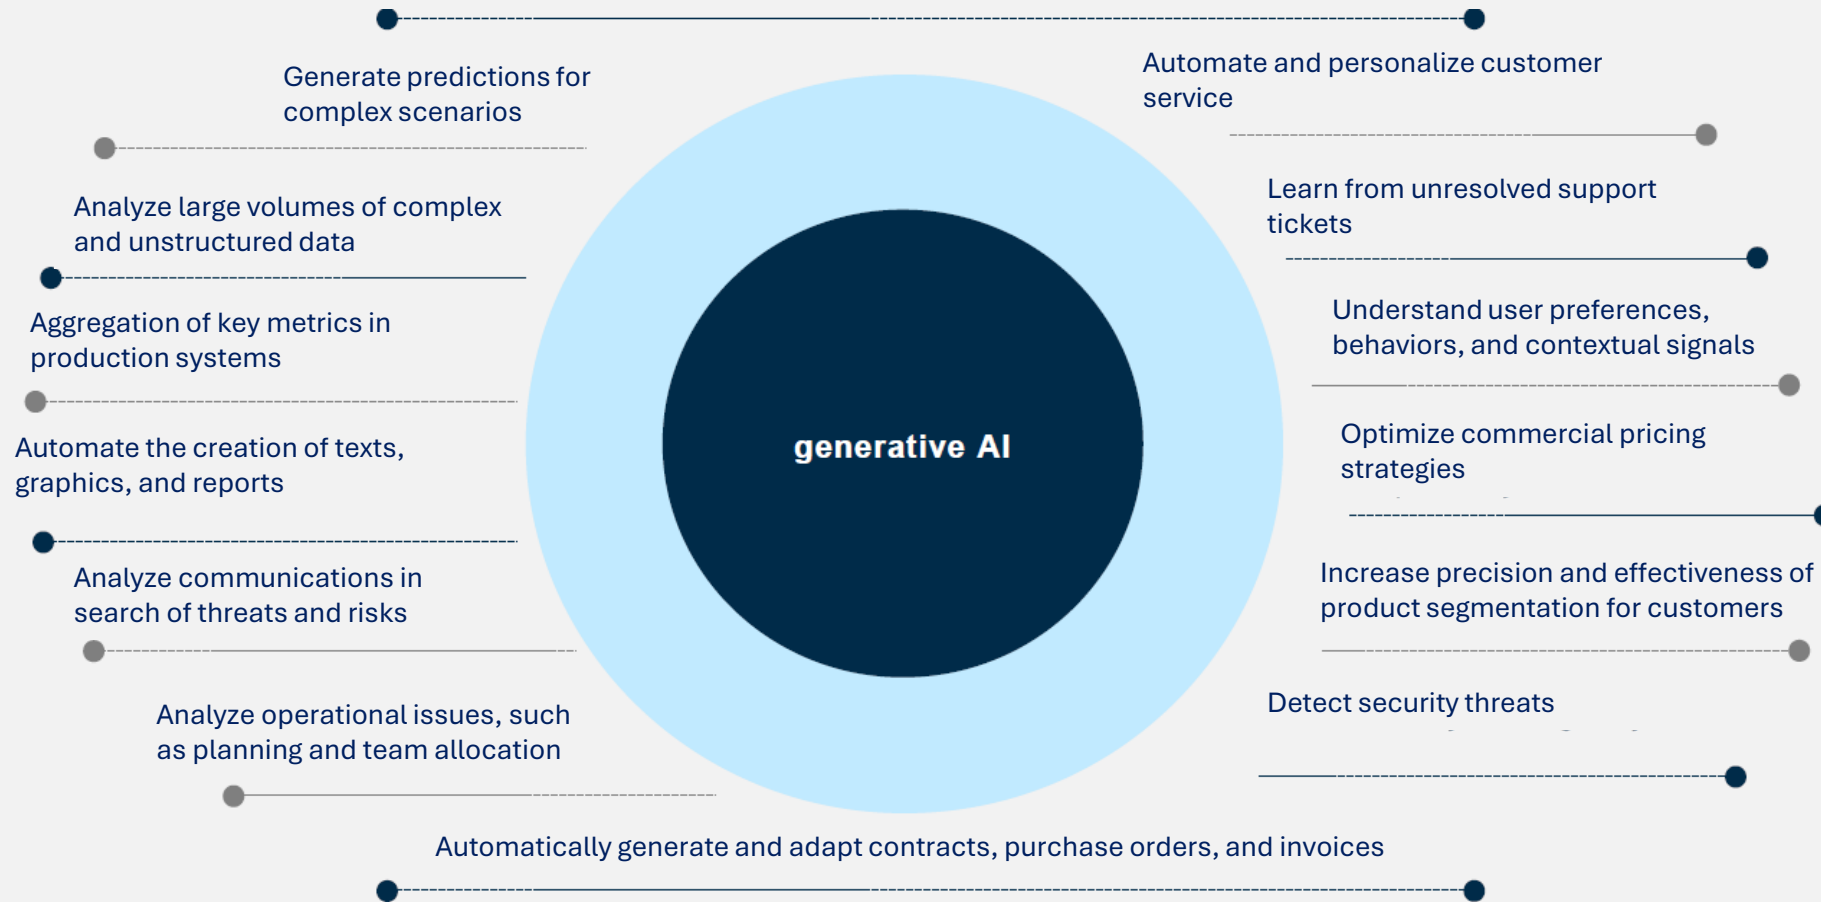 Generate predictions for
complex scenarios
Analyze large volumes of complex
and unstructured data
Aggregation of key metrics in
production systems
Automate the creation of texts,
graphics, and reports
Analyze communications in
search of threats and risks
Analyze operational issues, such
as planning and team allocation
generative AI
Automate and personalize customer
service
Learn from unresolved support
tickets
Understand user preferences,
behaviors, and contextual signals
Optimize commercial pricing
strategies
Increase precision and effectiveness of
product segmentation for customers
Detect security threats
Automatically generate and adapt contracts, purchase orders, and invoices